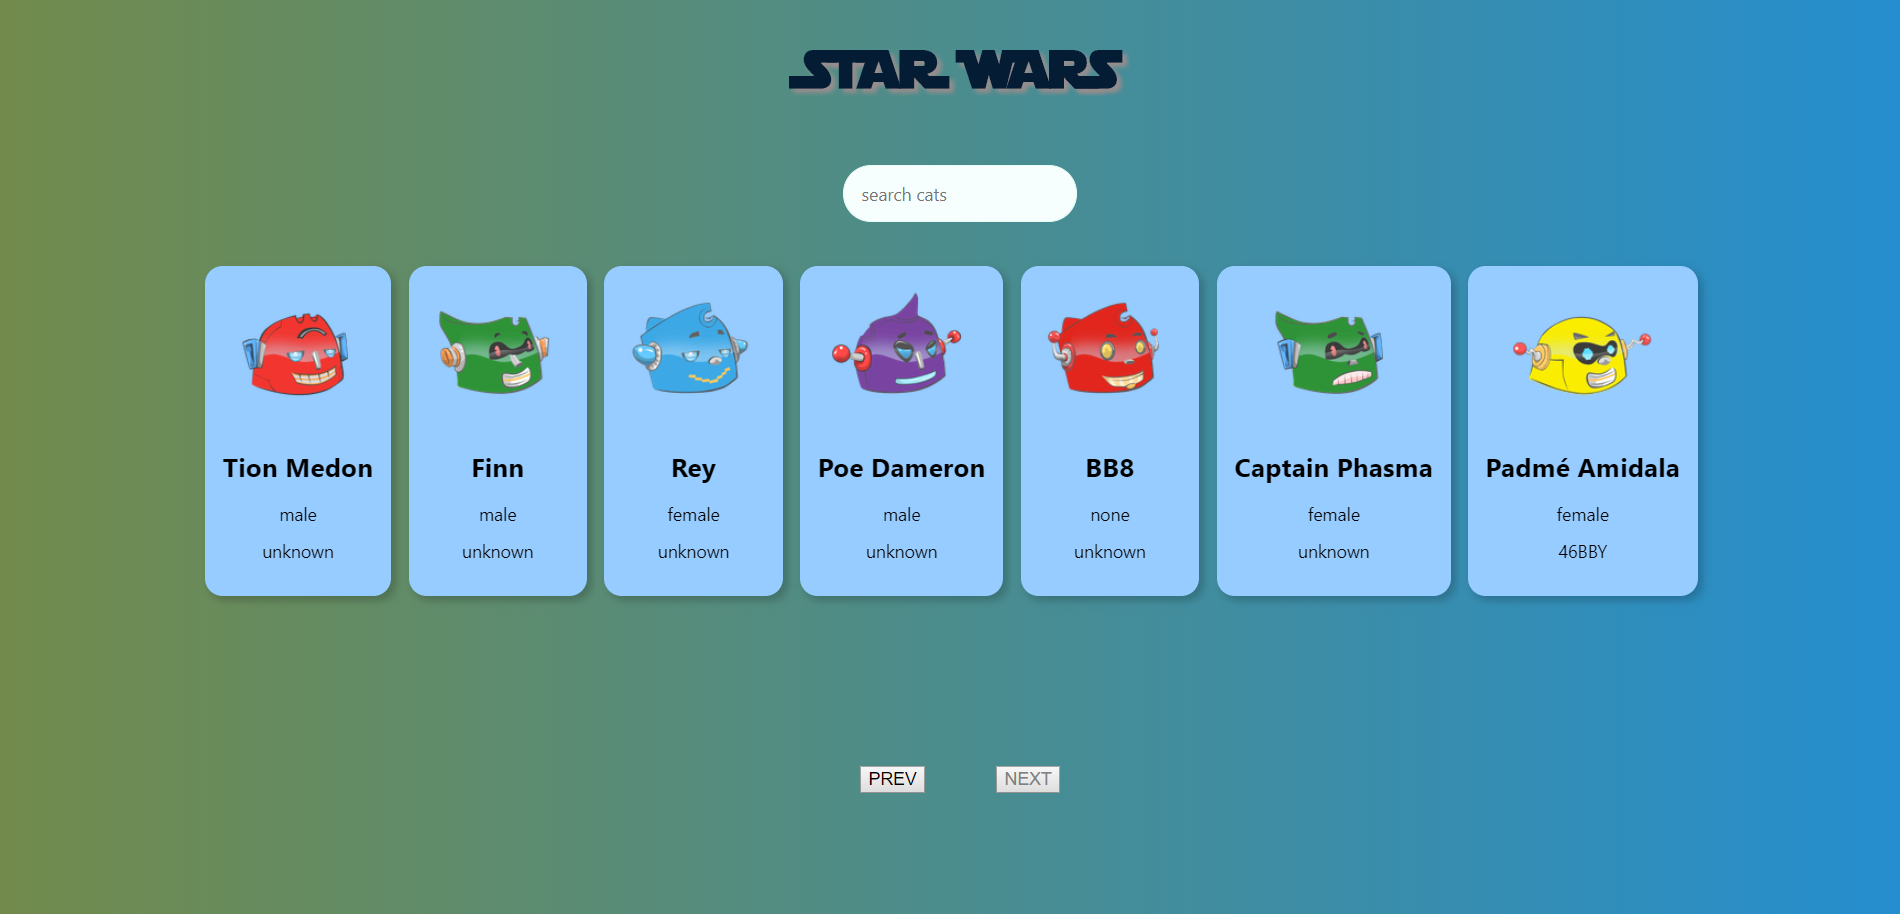 STAR WARS
search cats
Tion Medon
male
unknown
Finn
male
unknown
Rey
female
unknown
Poe Dameron
male
unknown
BB8
none
unknown
Captain Phasma
female
unknown
Padmé Amidala
female
46BBY
PREV
NEXT